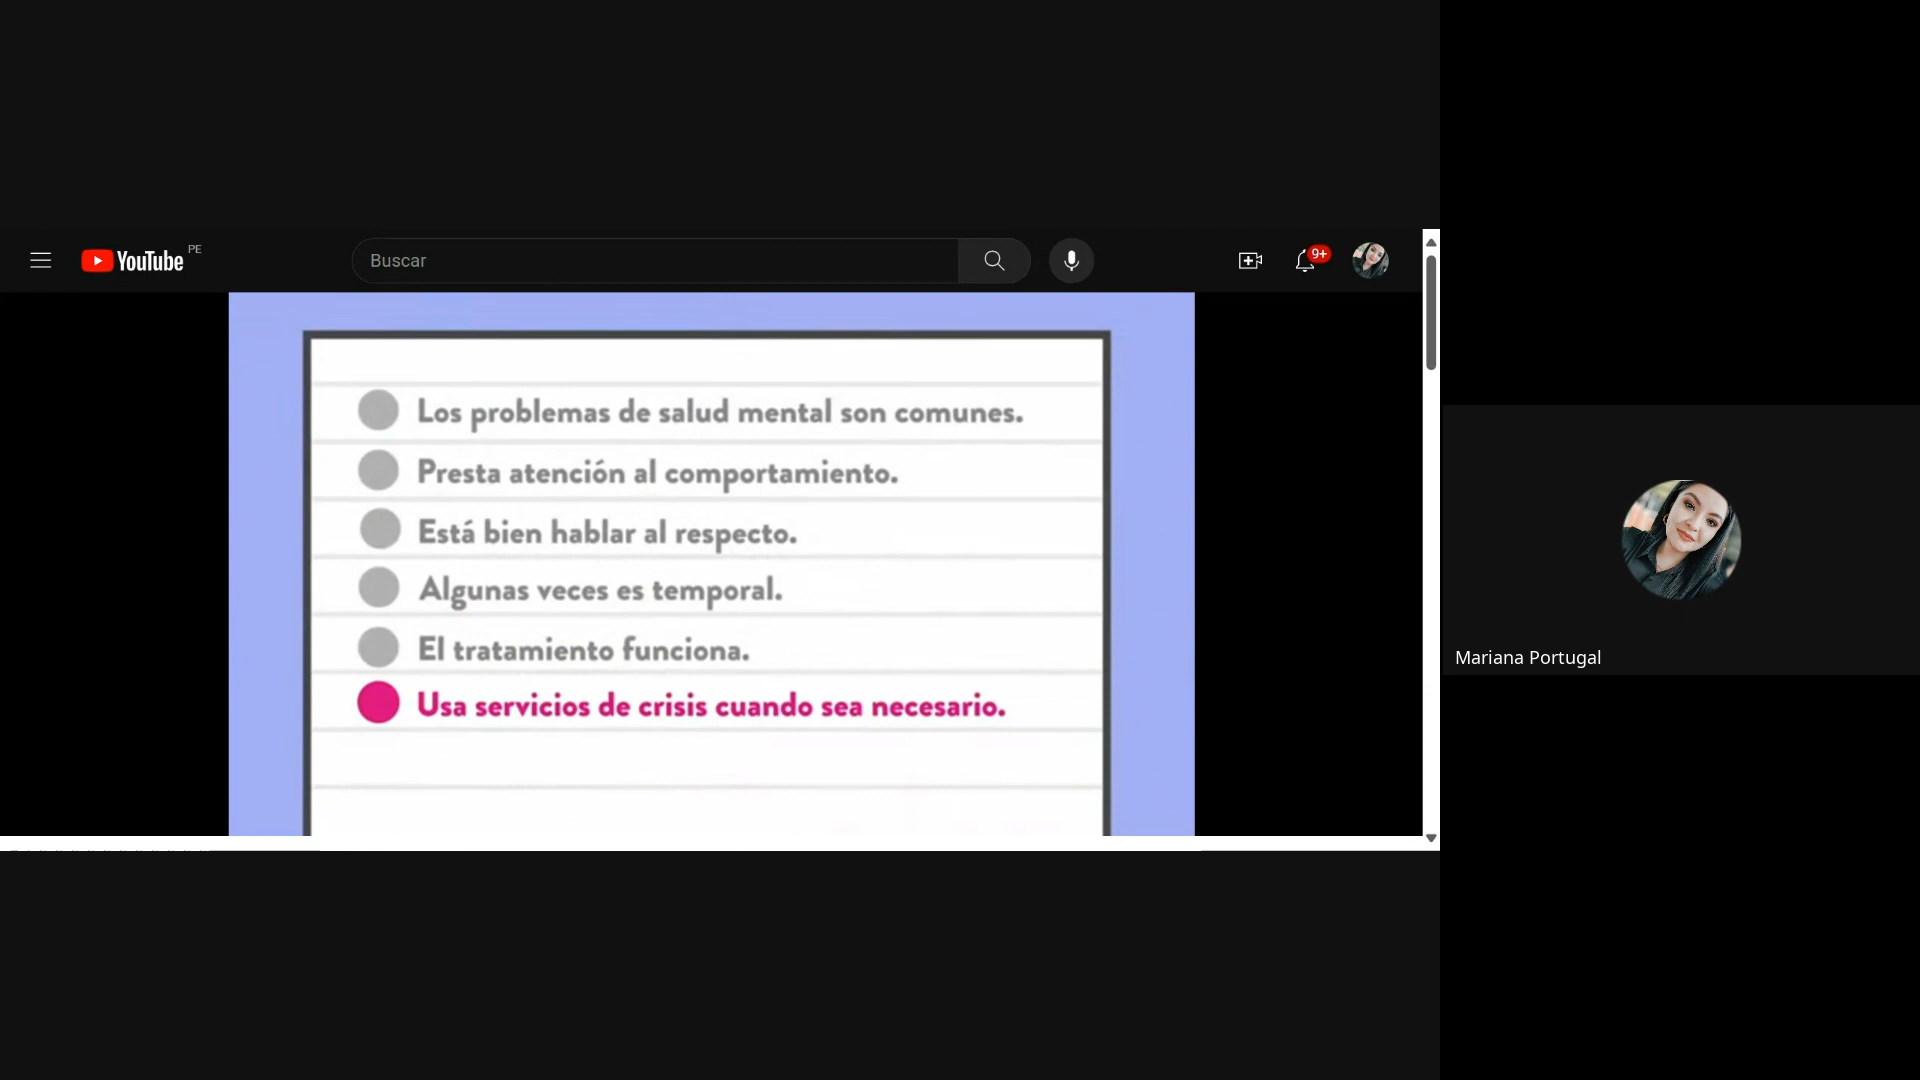 YouTube PE
Buscar
9+
Los problemas de salud mental son comunes.
Presta atención al comportamiento.
Está bien hablar al respecto.
Algunas veces es temporal.
El tratamiento funciona.
Usa servicios de crisis cuando sea necesario.
Mariana Portugal